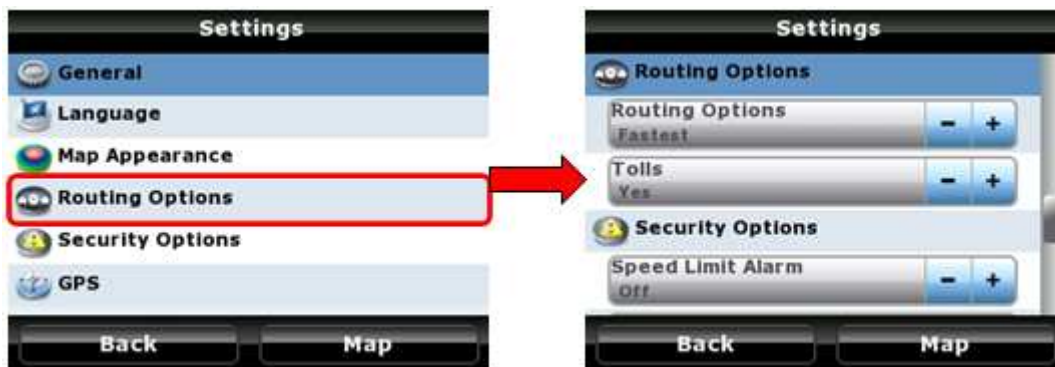 Settings
General
Language
Map Appearance
Routing Options
Security Options
GPS
Back Map
Settings
Routing Options
Routing Options
Fastest
- +
Tolls
Yes
- +
Security Options
Speed Limit Alarm
Off
- +
Back Map